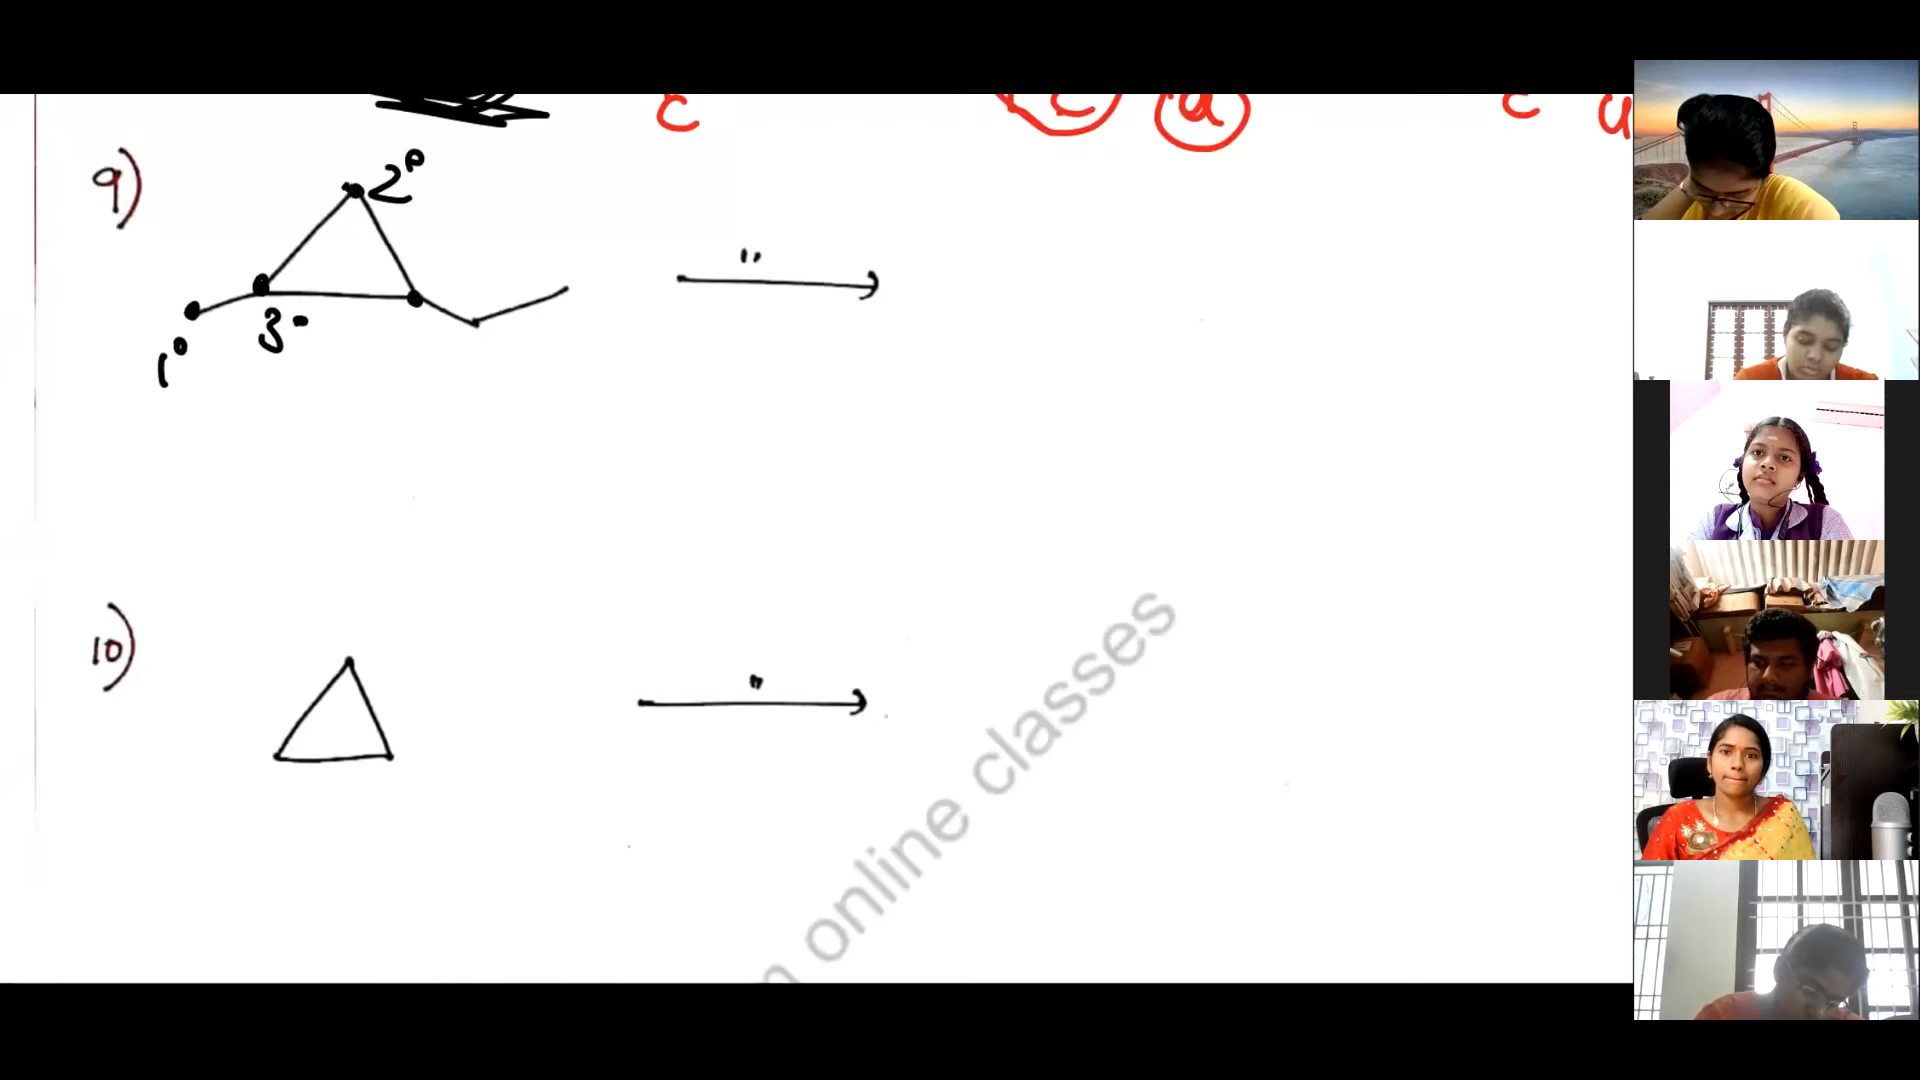 c c a c a
9) 2°
"
3°
1°
10) "
online classes